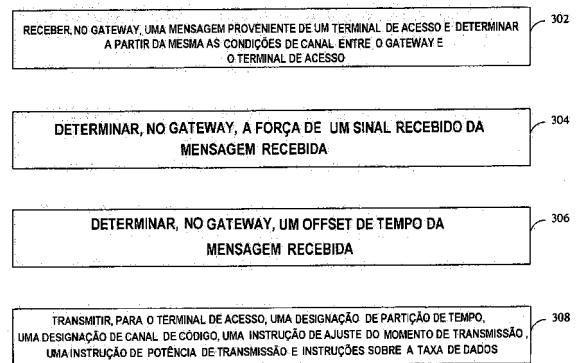 RECEBER, NO GATEWAY, UMA MENSAGEM PROVENIENTE DE UM TERMINAL DE ACESSO E DETERMINAR
A PARTIR DA MESMA AS CONDIÇÕES DE CANAL ENTRE O GATEWAY E
O TERMINAL DE ACESSO
302
DETERMINAR, NO GATEWAY, A FORÇA DE UM SINAL RECEBIDO DA
MENSAGEM RECEBIDA
304
DETERMINAR, NO GATEWAY, UM OFFSET DE TEMPO DA
MENSAGEM RECEBIDA
306
TRANSMITIR, PARA O TERMINAL DE ACESSO, UMA DESIGNAÇÃO DE PARTIÇÃO DE TEMPO,
UMA DESIGNAÇÃO DE CANAL DE CÓDIGO, UMA INSTRUÇÃO DE AJUSTE DO MOMENTO DE TRANSMISSÃO,
UMA INSTRUÇÃO DE POTÊNCIA DE TRANSMISSÃO E INSTRUÇÕES SOBRE A TAXA DE DADOS
308